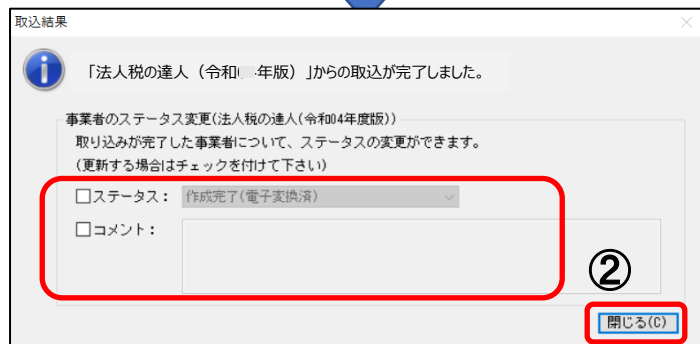 取込結果
「法人税の達人(令和 年版)」からの取込が完了しました。
事業者のステータス変更(法人税の達人(令和04年度版))
取り込みが完了した事業者について、ステータスの変更ができます。
(更新する場合はチェックを付けて下さい)
ステータス: 作成完了(電子変換済)
コメント:
②
閉じる(C)